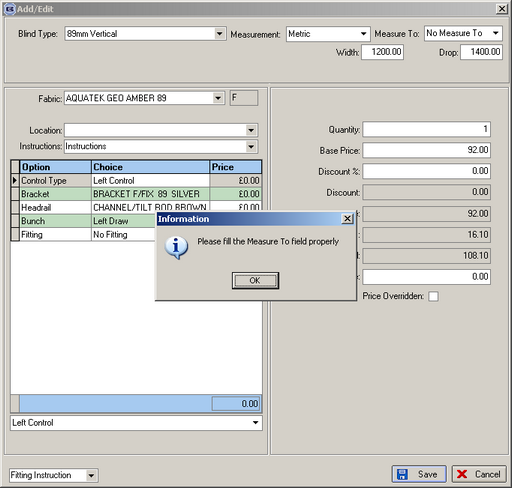 Add/Edit
Blind Type: 89mm Vertical Measurement: Metric Measure To: No Measure To
Width: 1200.00 Drop: 1400.00
Fabric: AQUATEK GEO AMBER 89 F
Location:
Instructions: Instructions
Option Choice Price
Control Type Left Control £0.00
Bracket BRACKET F/FIX 89 SILVER £0.00
Headrail CHANNEL/TILT ROD BROWN £0.00
Bunch Left Draw
Fitting No Fitting
0.00
Left Control
Quantity: 1
Base Price: 92.00
Discount %: 0.00
Discount: 0.00
92.00
16.10
108.10
0.00
Price Overridden:
Information
Please fill the Measure To field properly
OK
Fitting Instruction
Save Cancel